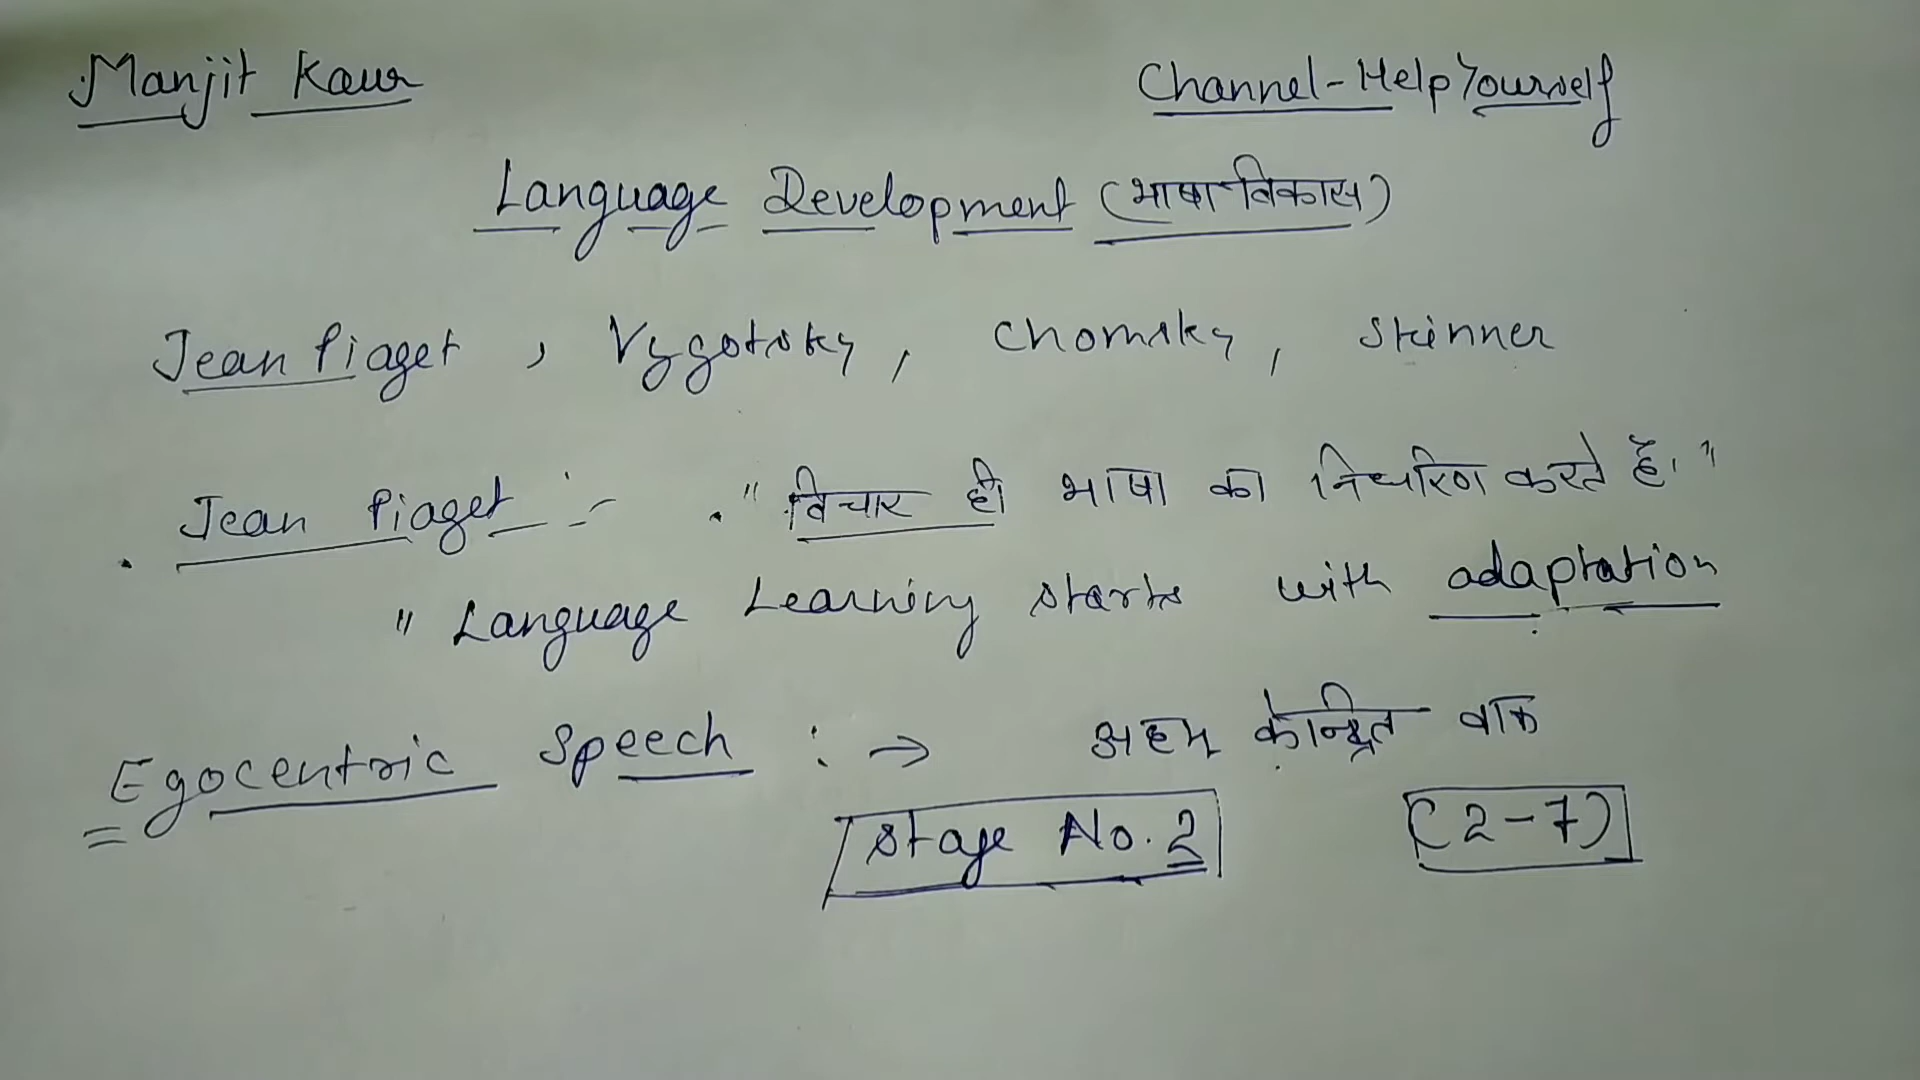 Manjit Kaur Channel-HelpYourself
Language Development (भाषा विकास)
Jean Piaget , Vygotsky , Chomsky , Skinner
• Jean Piaget :- • "विचार ही भाषा का निर्धारण करते हैं।"
" Language Learning starts with adaptation
Egocentric Speech : → अहम केन्द्रित वाक
Stage No. 2 (2-7)